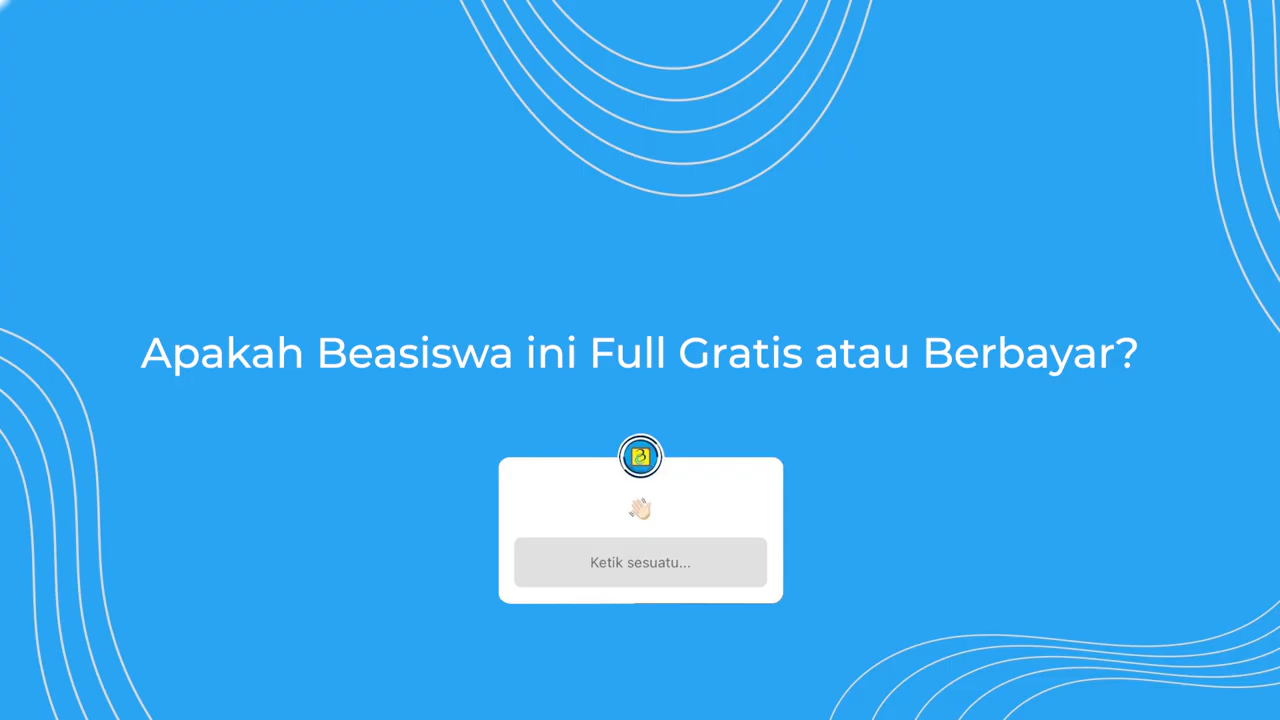 Apakah Beasiswa ini Full Gratis atau Berbayar?
👋🏻
Ketik sesuatu...